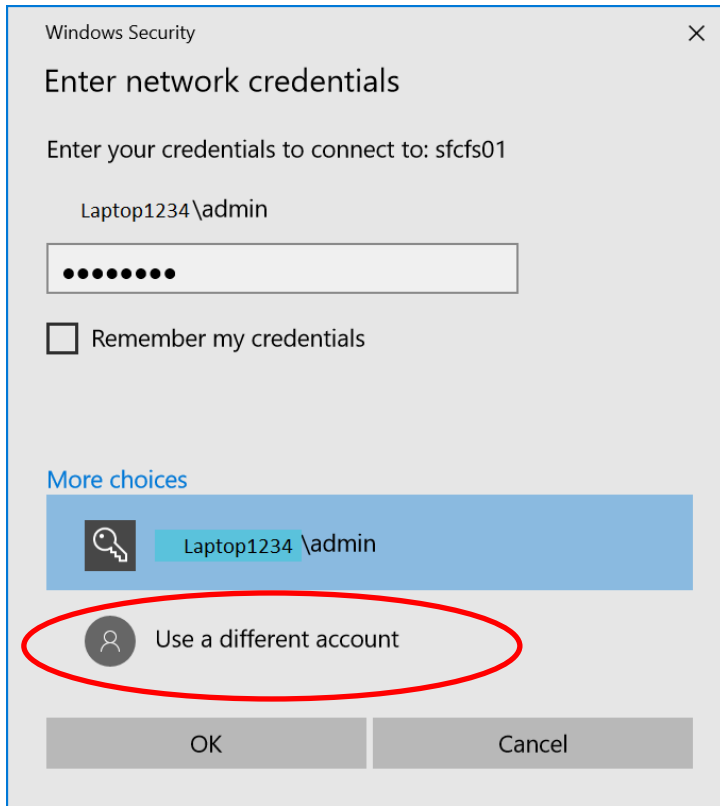 Windows Security
Enter network credentials
Enter your credentials to connect to: sfcfs01
Laptop1234\admin
●●●●●●●●
Remember my credentials
More choices
Laptop1234\admin
Use a different account
OK Cancel